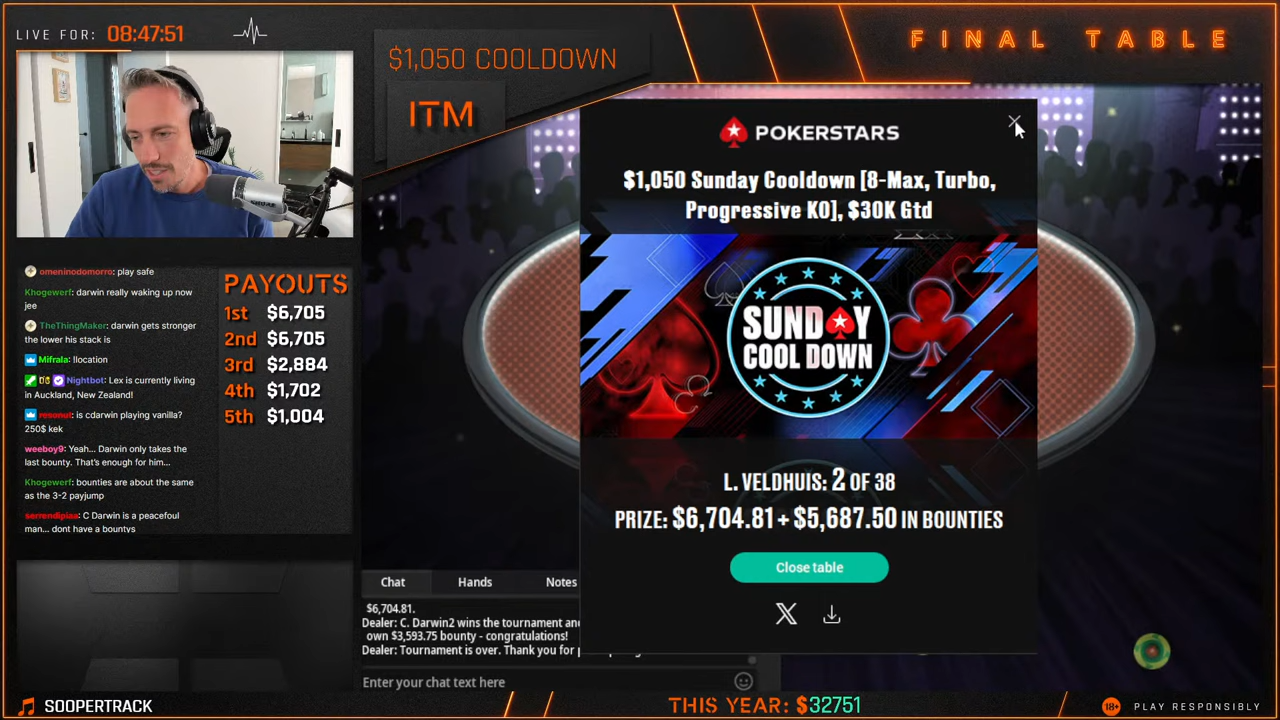 LIVE FOR: 08:47:51
$1,050 COOLDOWN
ITM
FINAL TABLE
omeninodomorro: play safe
Khogewerf: darwin really waking up now
jee
TheThingMaker: darwin gets stronger
the lower his stack is
Mifrala: !location
Nightbot: Lex is currently living
in Auckland, New Zealand!
resonut: is cdarwin playing vanilla?
250$ kek
weeboy9: Yeah... Darwin only takes the
last bounty. That's enough for him...
Khogewerf: bounties are about the same
as the 3-2 payjump
serrendipiaa: C Darwin is a peaceful
man... dont have a bountys
PAYOUTS
1st $6,705
2nd $6,705
3rd $2,884
4th $1,702
5th $1,004
POKERSTARS
$1,050 Sunday Cooldown [8-Max, Turbo,
Progressive KO], $30K Gtd
SUNDAY
COOL DOWN
L. VELDHUIS: 2 OF 38
PRIZE: $6,704.81 + $5,687.50 IN BOUNTIES
Close table
Chat Hands Notes
$6,704.81.
Dealer: C. Darwin2 wins the tournament and
own $3,593.75 bounty - congratulations!
Dealer: Tournament is over. Thank you for
Enter your chat text here
SOOPERTRACK
THIS YEAR: $32751
18+ PLAY RESPONSIBLY